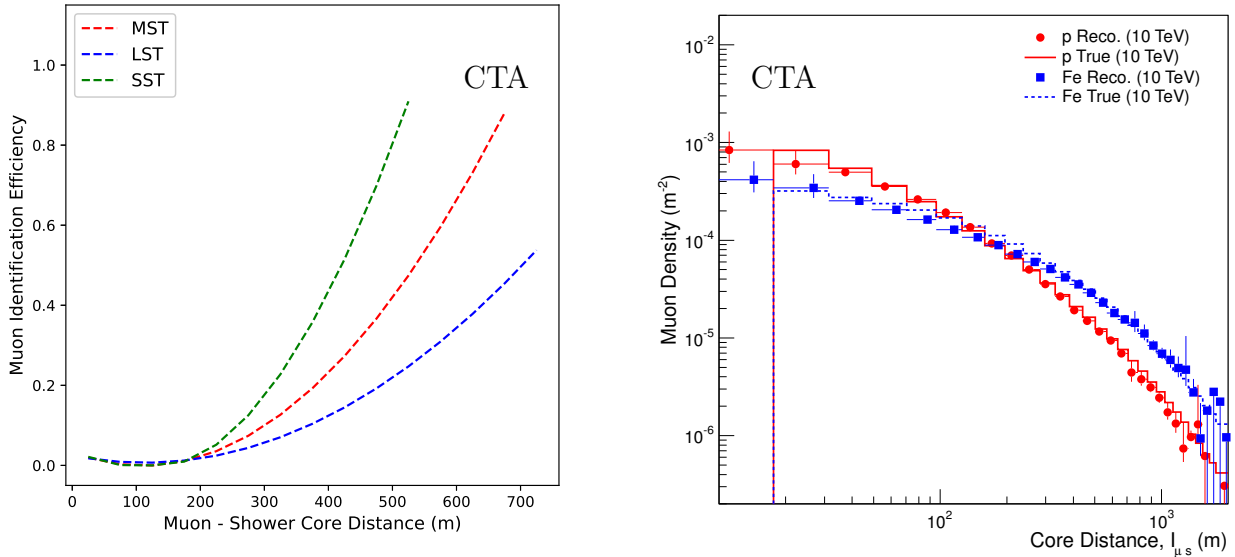 MST
LST
SST
CTA
1.0
0.8
0.6
0.4
0.2
0.0
Muon Identification Efficiency
0 100 200 300 400 500 600 700
Muon - Shower Core Distance (m)
p Reco. (10 TeV)
p True (10 TeV)
Fe Reco. (10 TeV)
Fe True (10 TeV)
CTA
10⁻²
10⁻³
10⁻⁴
10⁻⁵
10⁻⁶
Muon Density (m⁻²)
10² 10³
Core Distance, I_μ s (m)